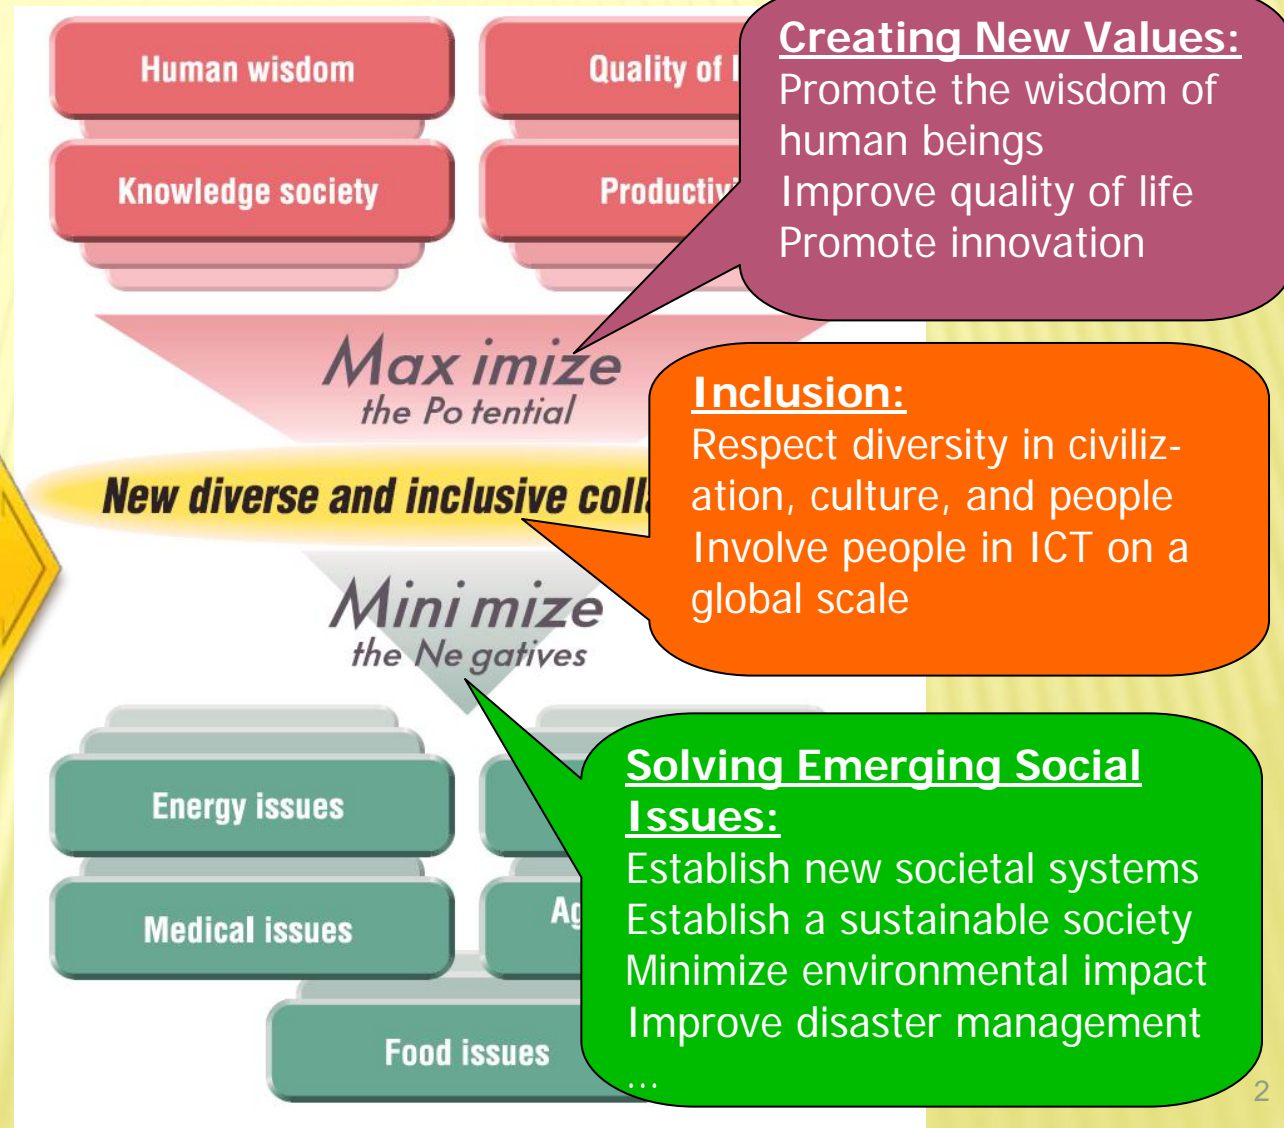 Human wisdom
Quality of
Knowledge society
Creating New Values:
Promote the wisdom of
human beings
Improve quality of life
Promote innovation
Max imize
the Po tential
New diverse and inclusive
Inclusion:
Respect diversity in civiliz-
ation, culture, and people
Involve people in ICT on a
global scale
Mini mize
the Ne gatives
Energy issues
Medical issues
Food issues
Solving Emerging Social
Issues:
Establish new societal systems
Establish a sustainable society
Minimize environmental impact
Improve disaster management
...
2